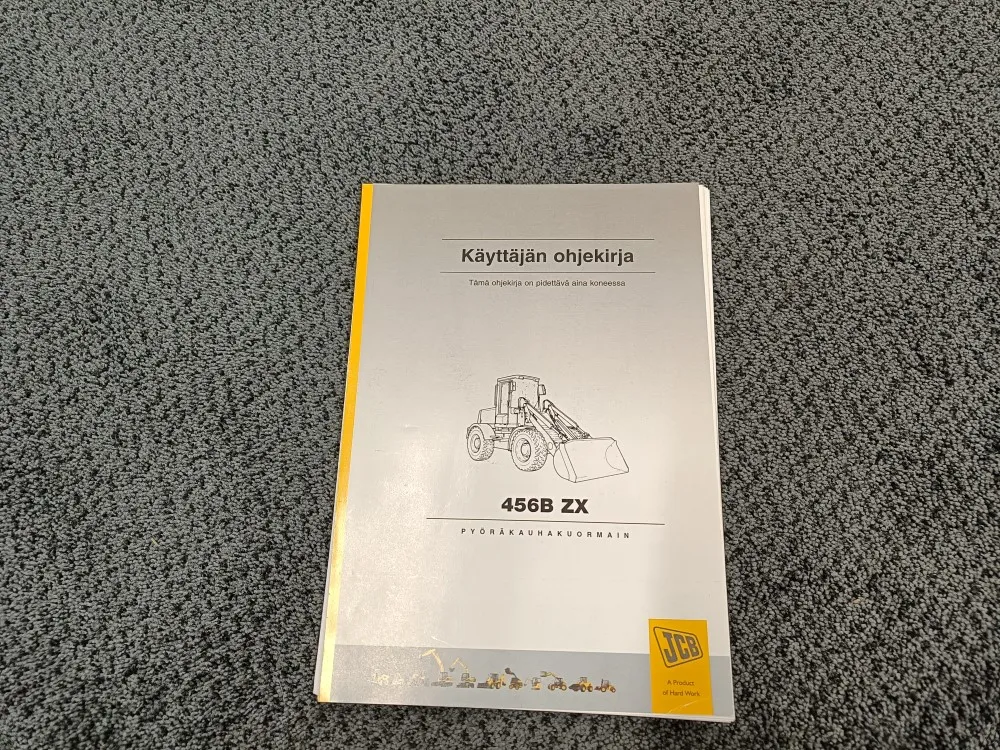 Käyttäjän ohjekirja
Tämä ohjekirja on pidettävä aina koneessa
456B ZX
PYÖRÄKAUHAKUORMAIN
JCB
A Product
of Hard Work